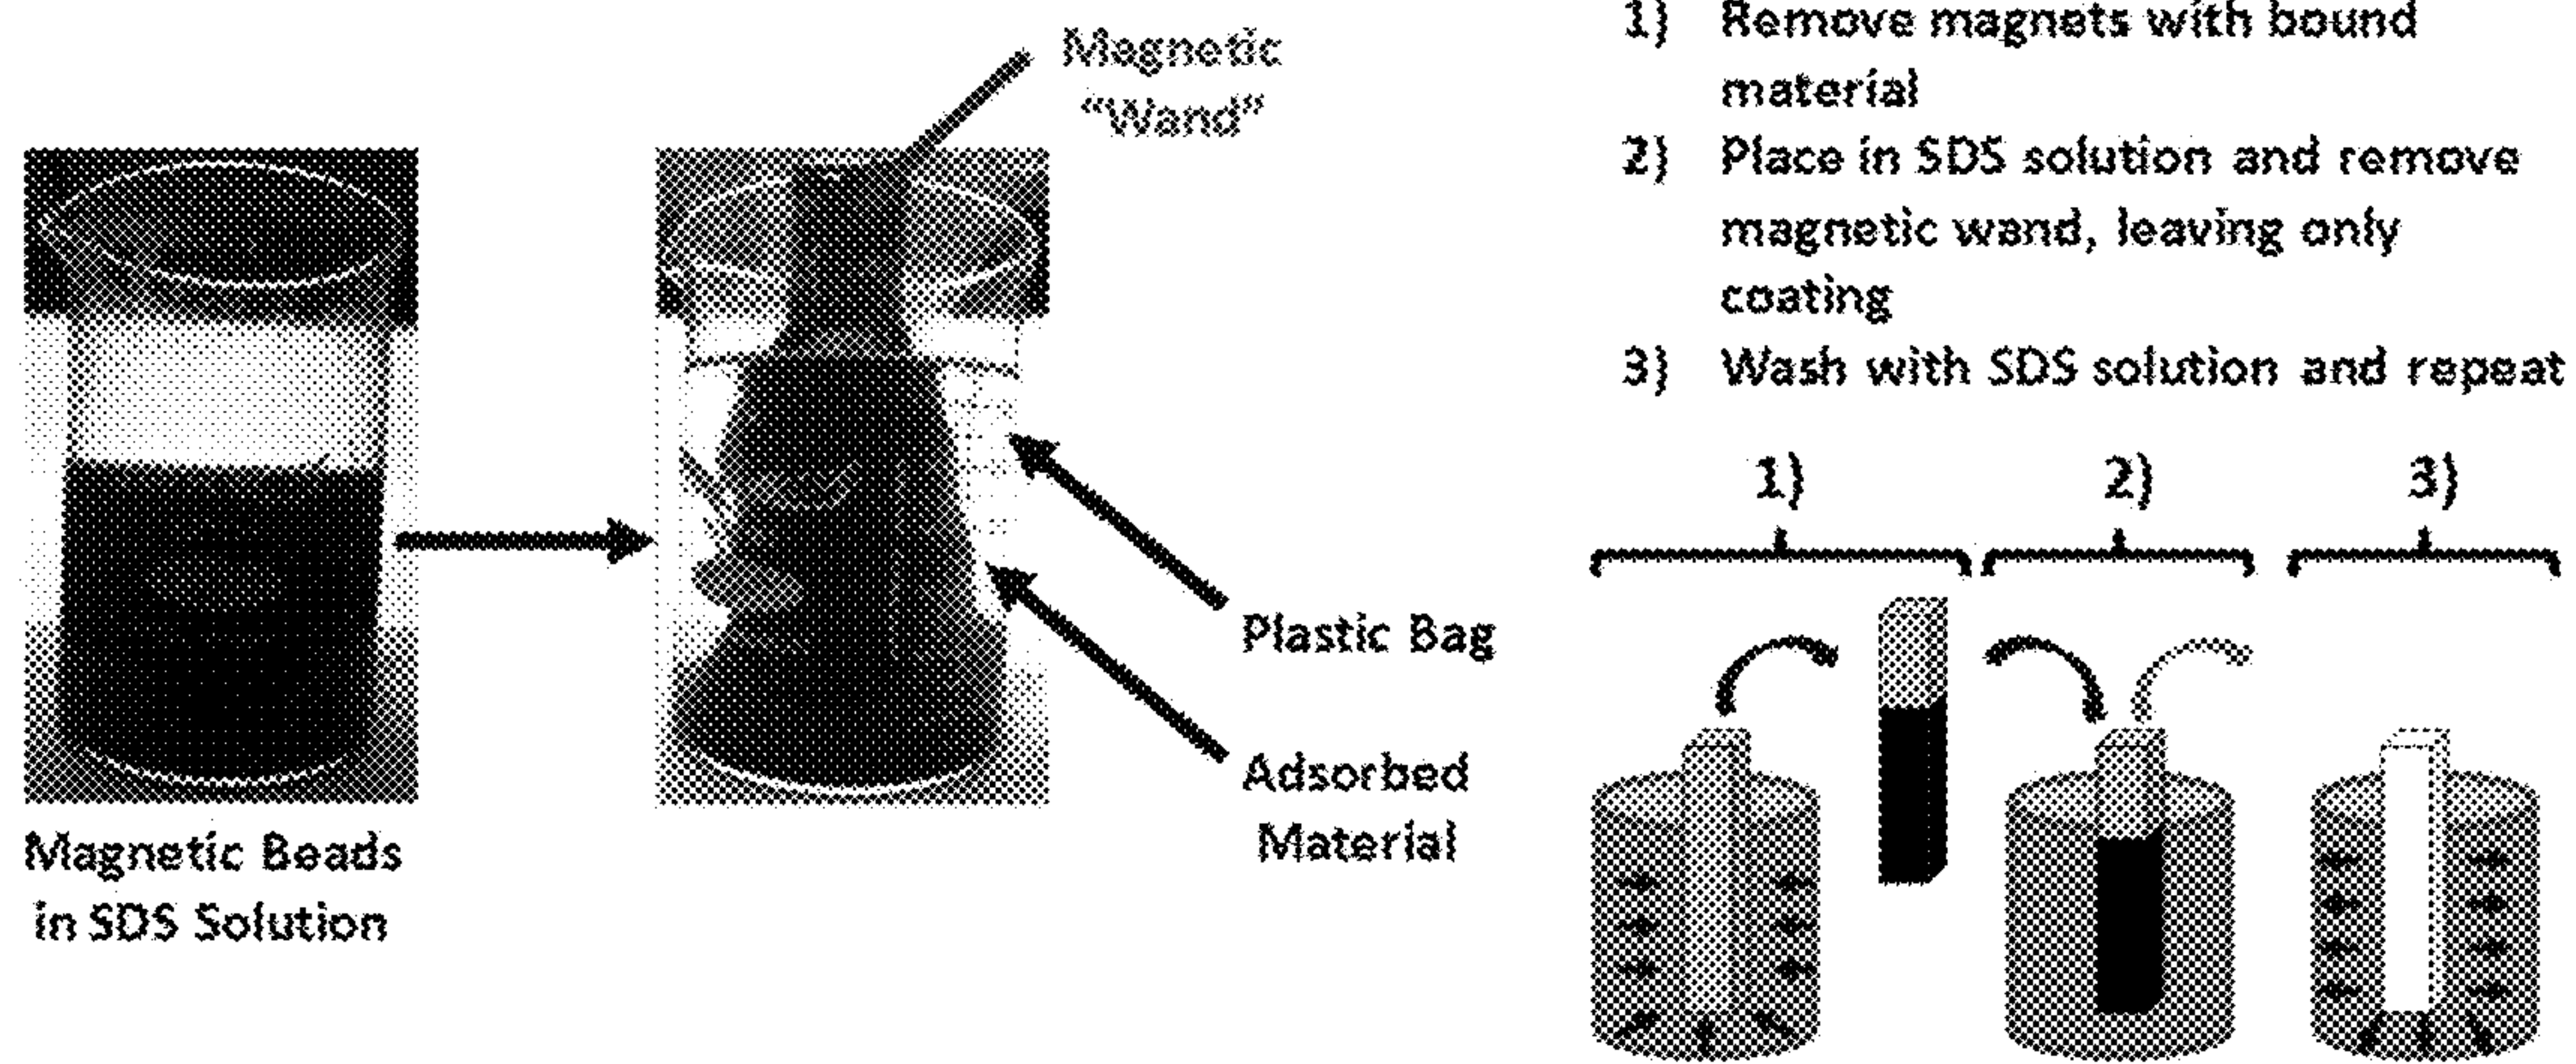 Magnetic
“Wand”
Plastic Bag
Adsorbed
Material
Magnetic Beads
in SDS Solution
1) Remove magnets with bound
material
2) Place in SDS solution and remove
magnetic wand, leaving only
coating
3) Wash with SDS solution and repeat
1)
2)
3)